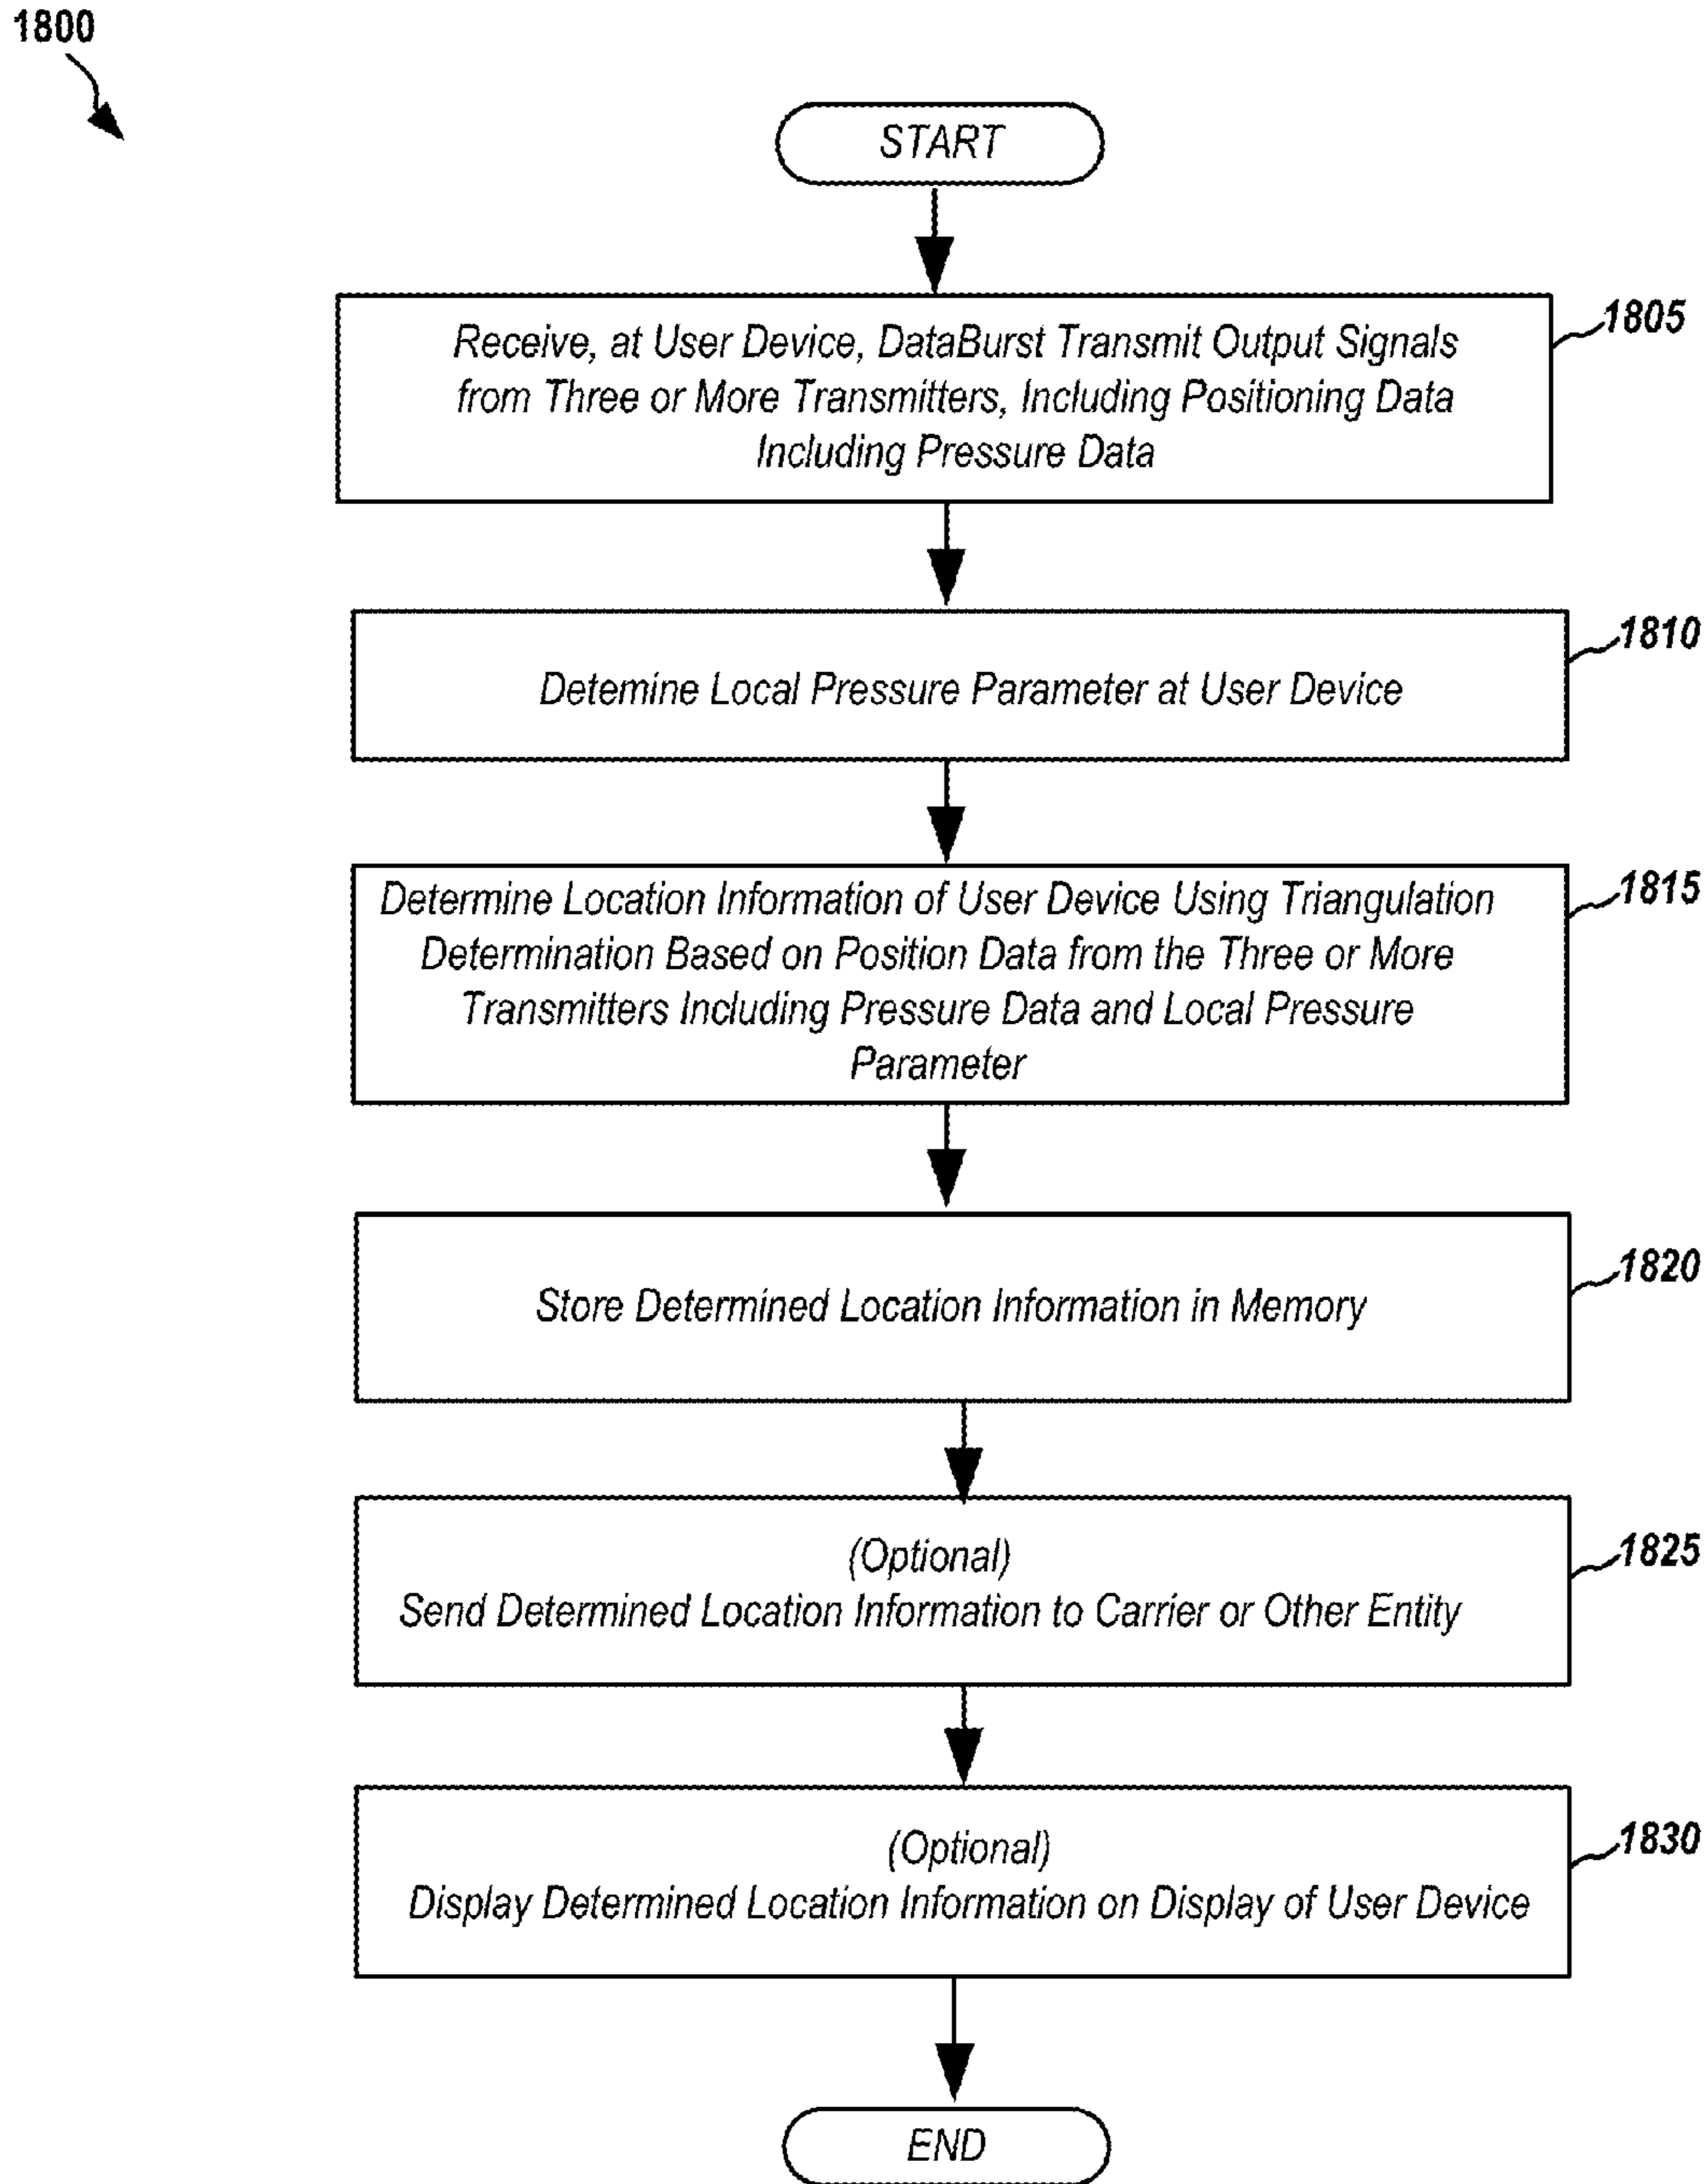 1800
START
Receive, at User Device, DataBurst Transmit Output Signals
from Three or More Transmitters, Including Positioning Data
Including Pressure Data
1805
Detemine Local Pressure Parameter at User Device
1810
Determine Location Information of User Device Using Triangulation
Determination Based on Position Data from the Three or More
Transmitters Including Pressure Data and Local Pressure
Parameter
1815
Store Determined Location Information in Memory
1820
(Optional)
Send Determined Location Information to Carrier or Other Entity
1825
(Optional)
Display Determined Location Information on Display of User Device
1830
END